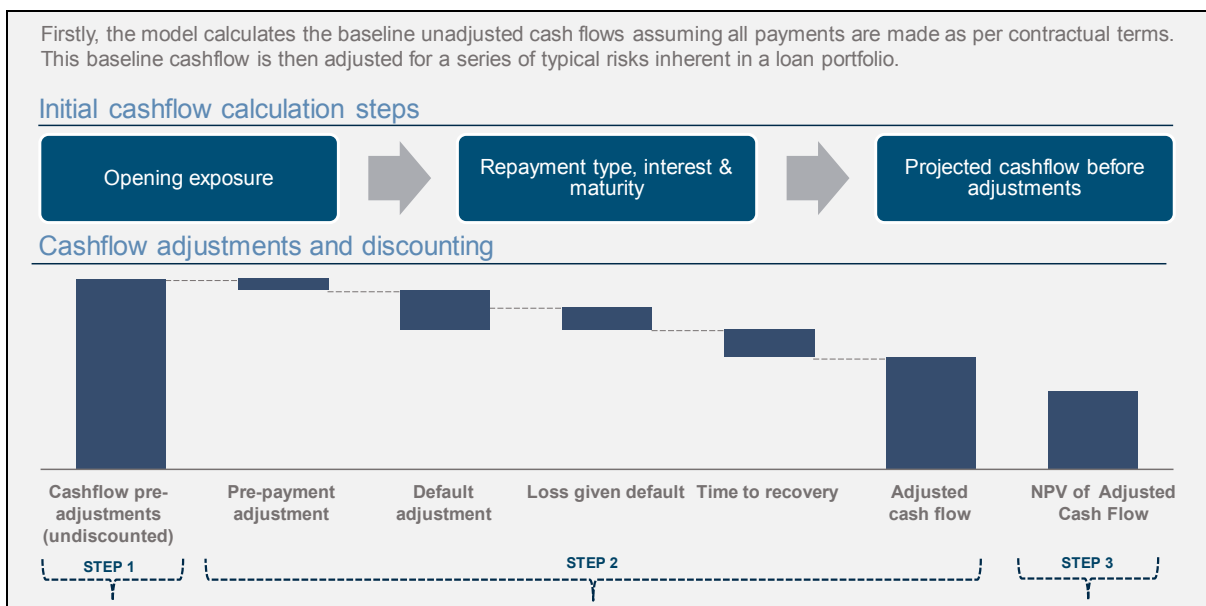 Firstly, the model calculates the baseline unadjusted cash flows assuming all payments are made as per contractual terms.
This baseline cashflow is then adjusted for a series of typical risks inherent in a loan portfolio.
Initial cashflow calculation steps
Opening exposure
Repayment type, interest &
maturity
Projected cashflow before
adjustments
Cashflow adjustments and discounting
Cashflow pre-
adjustments
(undiscounted)
Pre-payment
adjustment
Default
adjustment
Loss given default
Time to recovery
Adjusted
cash flow
NPV of Adjusted
Cash Flow
STEP 1
STEP 2
STEP 3